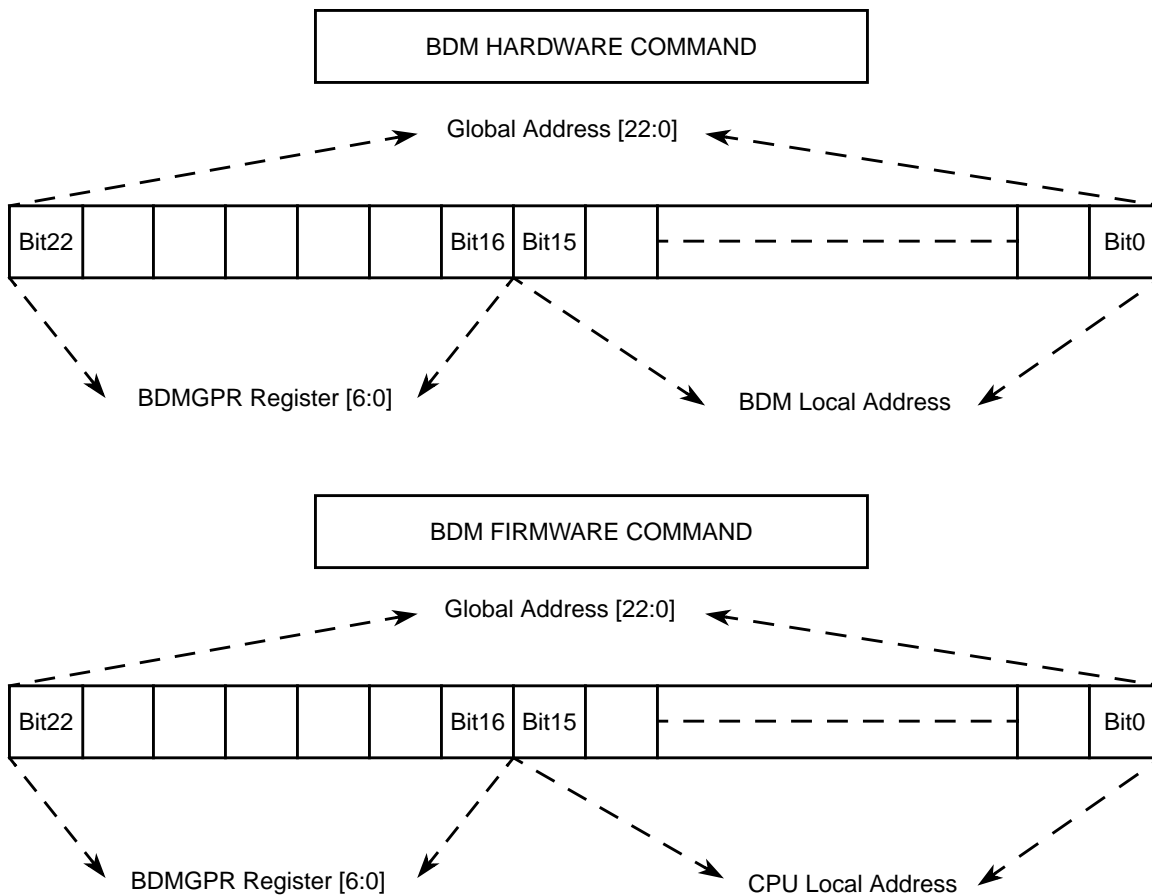 BDM HARDWARE COMMAND
Global Address [22:0]
Bit22 Bit16 Bit15 Bit0
BDMGPR Register [6:0] BDM Local Address
BDM FIRMWARE COMMAND
Global Address [22:0]
Bit22 Bit16 Bit15 Bit0
BDMGPR Register [6:0] CPU Local Address